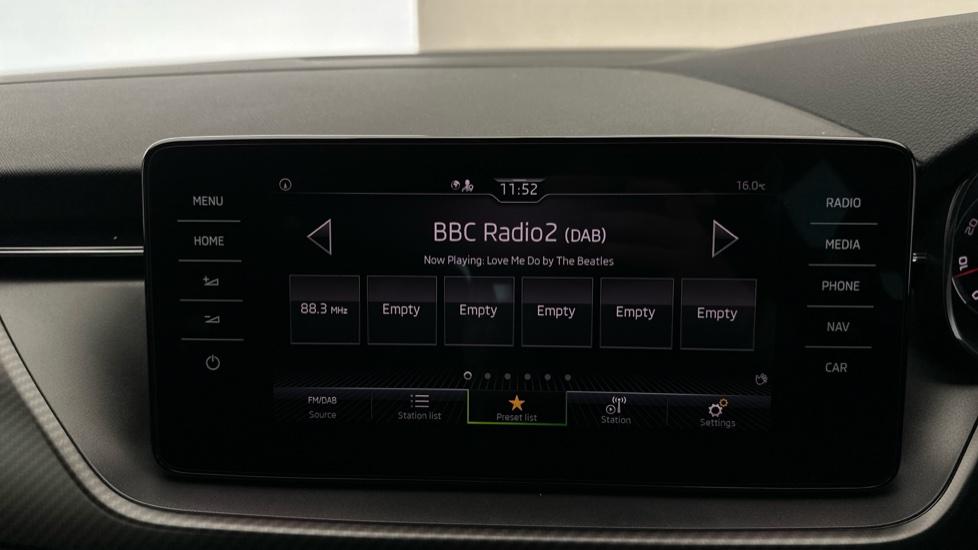 MENU
HOME
11:52
16.0°C
BBC Radio2 (DAB)
Now Playing: Love Me Do by The Beatles
88.3 MHz
Empty
Empty
Empty
Empty
Empty
FM/DAB
Source
Station list
Preset list
Station
Settings
RADIO
MEDIA
PHONE
NAV
CAR
20
10